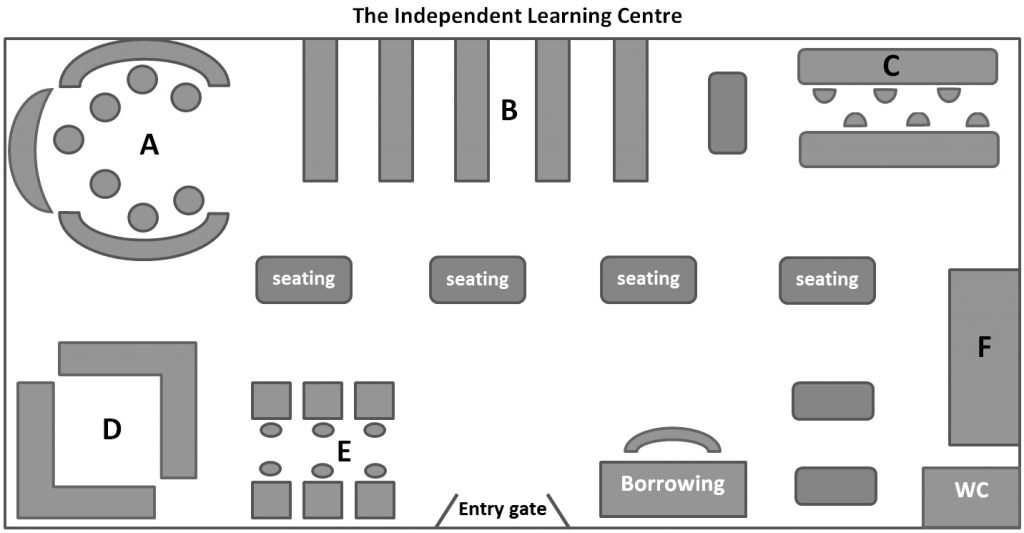 The Independent Learning Centre
A
B
C
seating
seating
seating
seating
F
D
E
Borrowing
WC
Entry gate